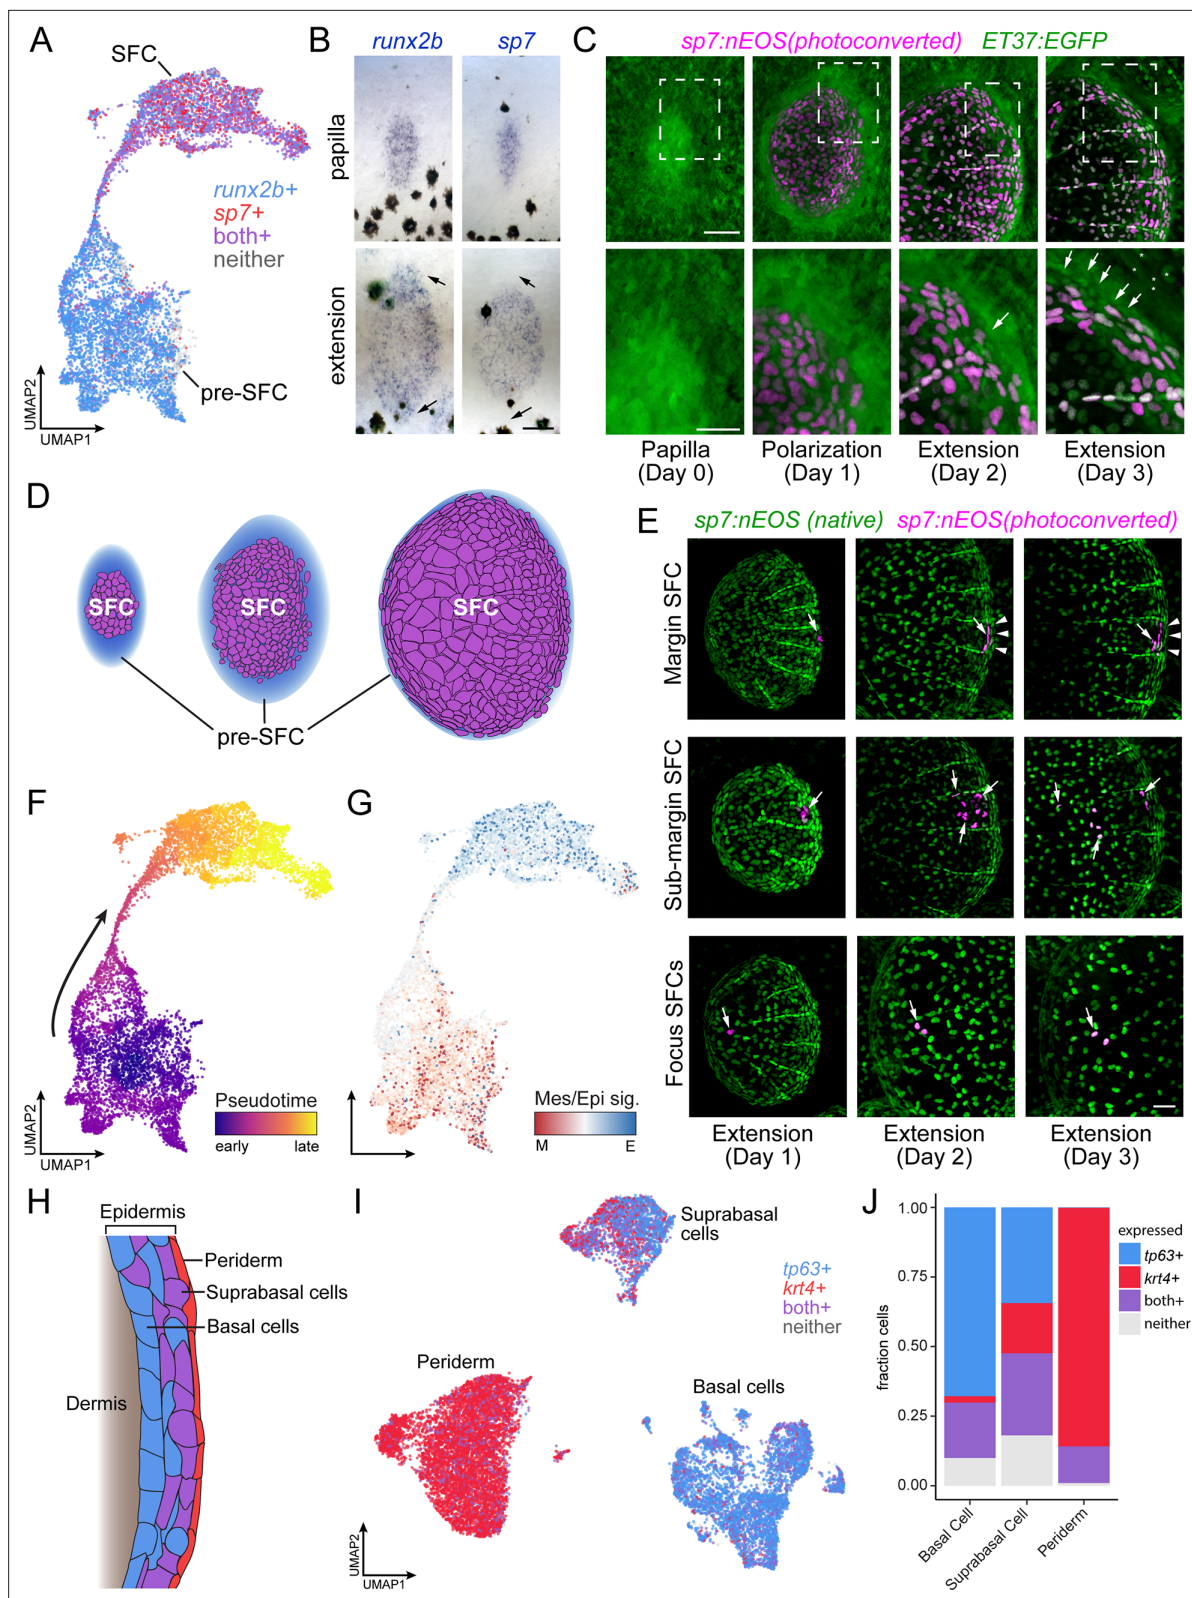 A
SFC
runx2b+
sp7+
both+
neither
pre-SFC
UMAP2
UMAP1
B
runx2b
sp7
papilla
extension
C
sp7:nEOS(photoconverted)
ET37:EGFP
Papilla
(Day 0)
Polarization
(Day 1)
Extension
(Day 2)
Extension
(Day 3)
D
SFC
SFC
SFC
pre-SFC
E
sp7:nEOS (native)
sp7:nEOS(photoconverted)
Margin SFC
Sub-margin SFC
Focus SFCs
Extension
(Day 1)
Extension
(Day 2)
Extension
(Day 3)
F
Pseudotime
early
late
UMAP2
UMAP1
G
Mes/Epi sig.
M
E
H
Epidermis
Periderm
Suprabasal cells
Basal cells
Dermis
I
Suprabasal
cells
tp63+
krt4+
both+
neither
Periderm
Basal cells
UMAP2
UMAP1
J
1.00
0.75
0.50
0.25
0.00
fraction cells
expressed
tp63+
krt4+
both+
neither
Basal Cell
Suprabasal Cell
Periderm